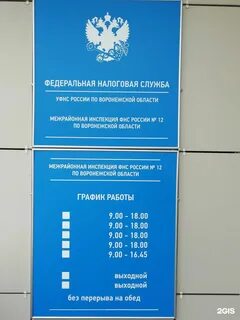 ФЕДЕРАЛЬНАЯ НАЛОГОВАЯ СЛУЖБА
УФНС РОССИИ ПО ВОРОНЕЖСКОЙ ОБЛАСТИ
МЕЖРАЙОННАЯ ИНСПЕКЦИЯ ФНС РОССИИ № 12
ПО ВОРОНЕЖСКОЙ ОБЛАСТИ
МЕЖРАЙОННАЯ ИНСПЕКЦИЯ ФНС РОССИИ № 12
ПО ВОРОНЕЖСКОЙ ОБЛАСТИ
ГРАФИК РАБОТЫ
9.00 - 18.00
9.00 - 18.00
9.00 - 18.00
9.00 - 18.00
9.00 - 16.45
выходной
выходной
без перерыва на обед
2GIS